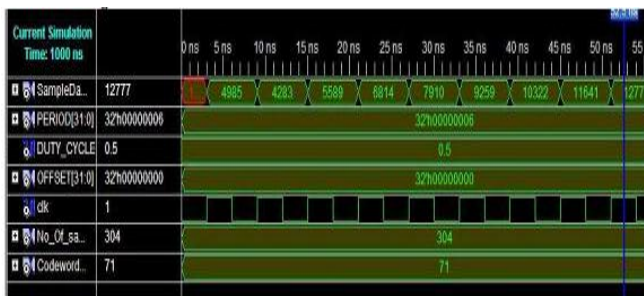 Current Simulation
Time: 1000 ns
0 ns 5 ns 10 ns 15 ns 20 ns 25 ns 30 ns 35 ns 40 ns 45 ns 50 ns 55
SampleDa... 12777 4985 4283 5589 6814 7910 9259 10322 11641 1277
PERIOD[31:0] 32'h00000006 32'h00000006
DUTY_CYCLE 0.5 0.5
OFFSET[31:0] 32'h00000000 32'h00000000
clk 1
No_Of_sa... 304 304
Codeword... 71 71